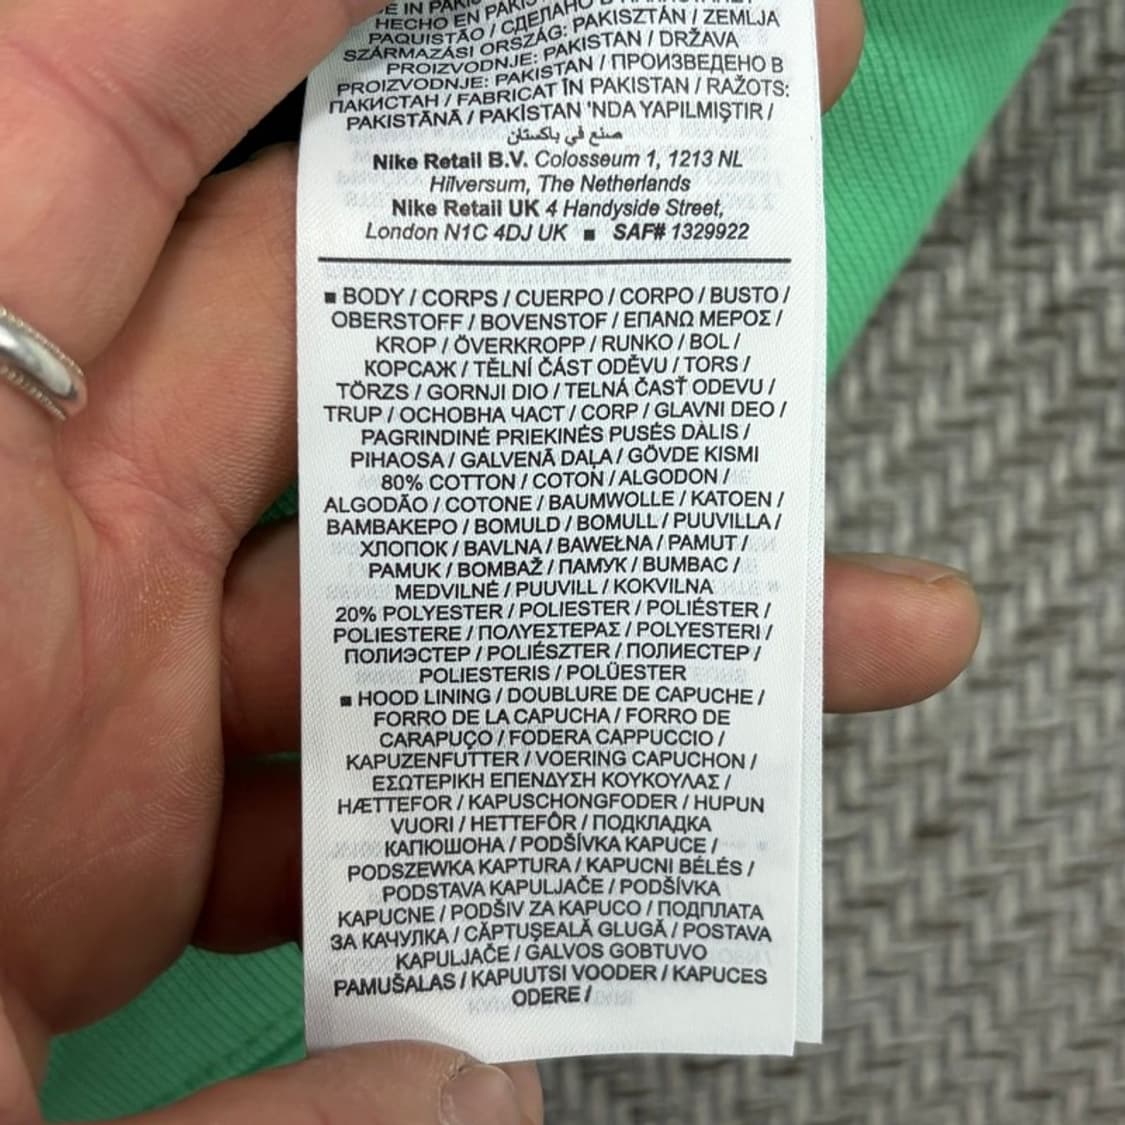 E IN PAKIS
HECHO EN PAKIS / СДЕЛАНО В
PAQUISTÃO / SZÁRMAZÁSI ORSZÁG: PAKISZTÁN / ZEMLJA
PROIZVODNJE: PAKISTAN / DRŽAVA
PROIZVODNJE: PAKISTAN / ПРОИЗВЕДЕНО В
ПАКИСТАН / FABRICAT ÎN PAKISTAN / RAŽOTS:
PAKISTĀNĀ / PAKİSTAN 'NDA YAPILMIŞTIR /
صنع في باكستان
Nike Retail B.V. Colosseum 1, 1213 NL
Hilversum, The Netherlands
Nike Retail UK 4 Handyside Street,
London N1C 4DJ UK ■ SAF# 1329922
■ BODY / CORPS / CUERPO / CORPO / BUSTO /
OBERSTOFF / BOVENSTOF / ΕΠΑΝΩ ΜΕΡΟΣ /
KROP / ÖVERKROPP / RUNKO / BOL /
КОРСАЖ / TĚLNÍ ČÁST ODĚVU / TORS /
TÖRZS / GORNJI DIO / TELNÁ ČASŤ ODEVU /
TRUP / ОСНОВНА ЧАСТ / CORP / GLAVNI DEO /
PAGRINDINĖ PRIEKINĖS PUSĖS DALIS /
PIHAOSA / GALVENĀ DAĻA / GÖVDE KISMI
80% COTTON / COTON / ALGODON /
ALGODÃO / COTONE / BAUMWOLLE / KATOEN /
ΒΑΜΒΑΚΕΡΟ / BOMULD / BOMULL / PUUVILLA /
ХЛОПОК / BAVLNA / BAWEŁNA / PAMUT /
PAMUK / BOMBAŽ / ПАМУК / BUMBAC /
MEDVILNĖ / PUUVILL / KOKVILNA
20% POLYESTER / POLIESTER / POLIÉSTER /
POLIESTERE / ΠΟΛΥΕΣΤΕΡΑΣ / POLYESTERI /
ПОЛИЭСТЕР / POLIÉSZTER / ПОЛИЕСТЕР /
POLIESTERIS / POLÜESTER
■ HOOD LINING / DOUBLURE DE CAPUCHE /
FORRO DE LA CAPUCHA / FORRO DE
CARAPUÇO / FODERA CAPPUCCIO /
KAPUZENFUTTER / VOERING CAPUCHON /
ΕΣΩΤΕΡΙΚΗ ΕΠΕΝΔΥΣΗ ΚΟΥΚΟΥΛΑΣ /
HÆTTEFOR / KAPUSCHONGFODER / HUPUN
VUORI / HETTEFÔR / ПОДКЛАДКА
КАПЮШОНА / PODŠÍVKA KAPUCE /
PODSZEWKA KAPTURA / KAPUCNI BÉLÉS /
PODSTAVA KAPULJAČE / PODŠÍVKA
KAPUCNE / PODŠIV ZA KAPUCO / ПОДПЛАТА
ЗА КАЧУЛКА / CĂPTUȘEALĂ GLUGĂ / POSTAVA
KAPULJAČE / GALVOS GOBTUVO
PAMUŠALAS / KAPUUTSI VOODER / KAPUCES
ODERE /